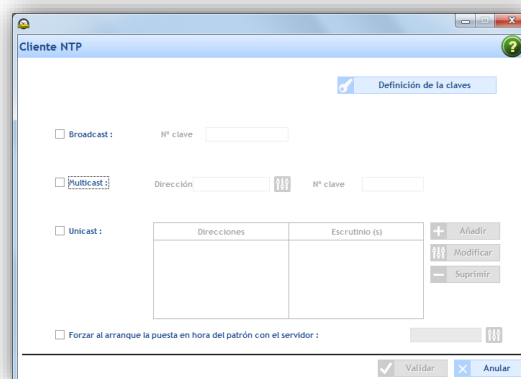 Cliente NTP
Definición de la claves
Broadcast : Nº clave
Multicast : Dirección Nº clave
Unicast : Direcciones Escrutinio (s) Añadir
Modificar
Suprimir
Forzar al arranque la puesta en hora del patrón con el servidor :
Validar Anular